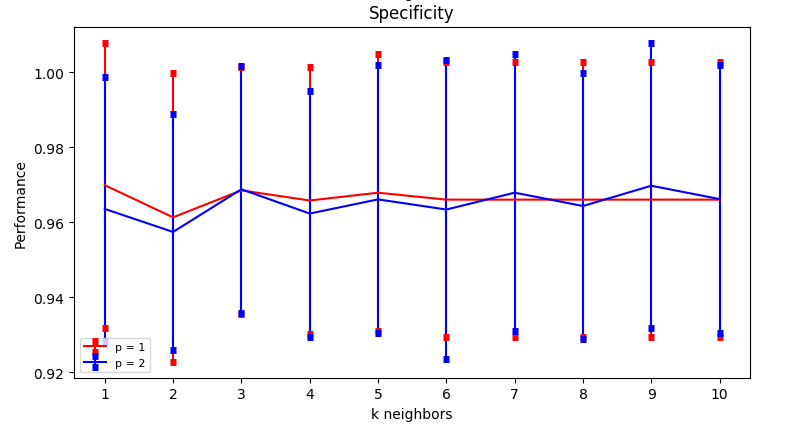 Specificity
Performance
1.00
0.98
0.96
0.94
0.92
p = 1
p = 2
1 2 3 4 5 6 7 8 9 10
k neighbors